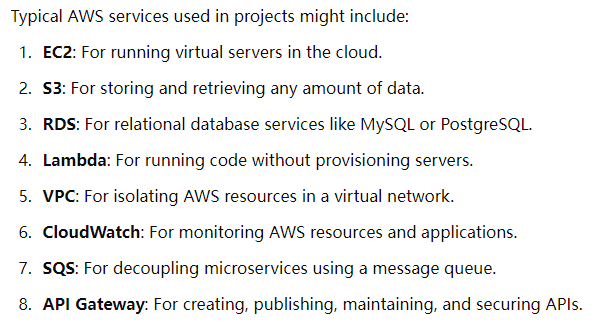 Typical AWS services used in projects might include:
1. EC2: For running virtual servers in the cloud.
2. S3: For storing and retrieving any amount of data.
3. RDS: For relational database services like MySQL or PostgreSQL.
4. Lambda: For running code without provisioning servers.
5. VPC: For isolating AWS resources in a virtual network.
6. CloudWatch: For monitoring AWS resources and applications.
7. SQS: For decoupling microservices using a message queue.
8. API Gateway: For creating, publishing, maintaining, and securing APIs.